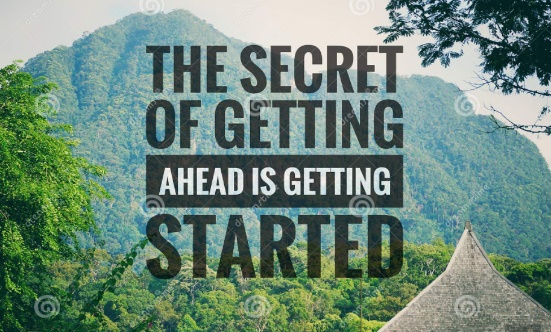 THE SECRET
OF GETTING
AHEAD IS GETTING
STARTED